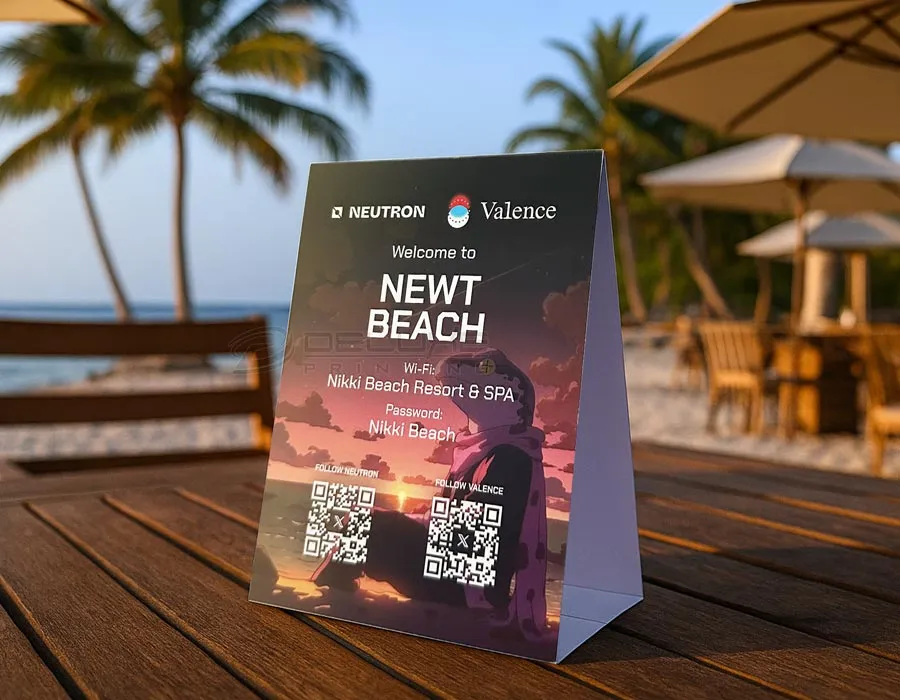 NEUTRON
Valence
Welcome to
NEWT
BEACH
Wi-Fi:
Nikki Beach Resort & SPA
Password:
Nikki Beach
FOLLOW NEUTRON
FOLLOW VALENCE